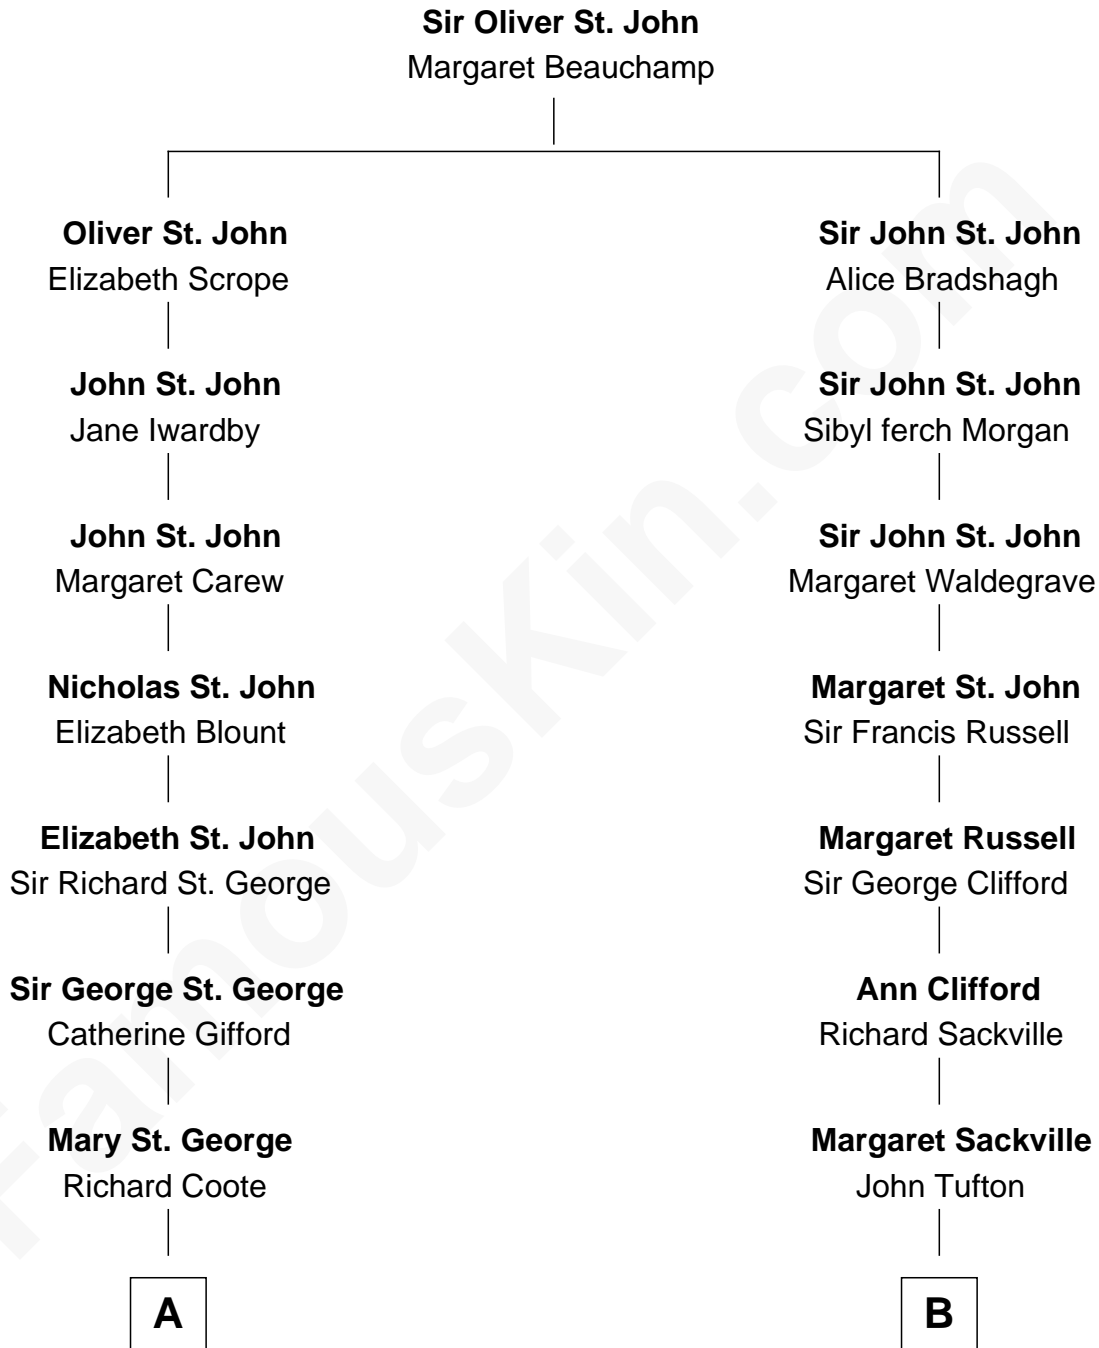 Sir Oliver St. John
Margaret Beauchamp
Oliver St. John
Elizabeth Scrope
John St. John
Jane Iwardby
John St. John
Margaret Carew
Nicholas St. John
Elizabeth Blount
Elizabeth St. John
Sir Richard St. George
Sir George St. George
Catherine Gifford
Mary St. George
Richard Coote
A
Sir John St. John
Alice Bradshagh
Sir John St. John
Sibyl ferch Morgan
Sir John St. John
Margaret Waldegrave
Margaret St. John
Sir Francis Russell
Margaret Russell
Sir George Clifford
Ann Clifford
Richard Sackville
Margaret Sackville
John Tufton
B
FamousKin.com